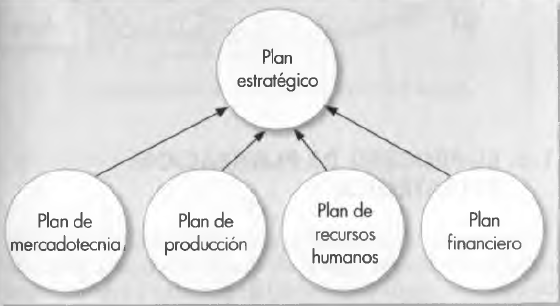 Plan
estratégico
Plan de
mercadotecnia
Plan de
producción
Plan de
recursos
humanos
Plan
financiero